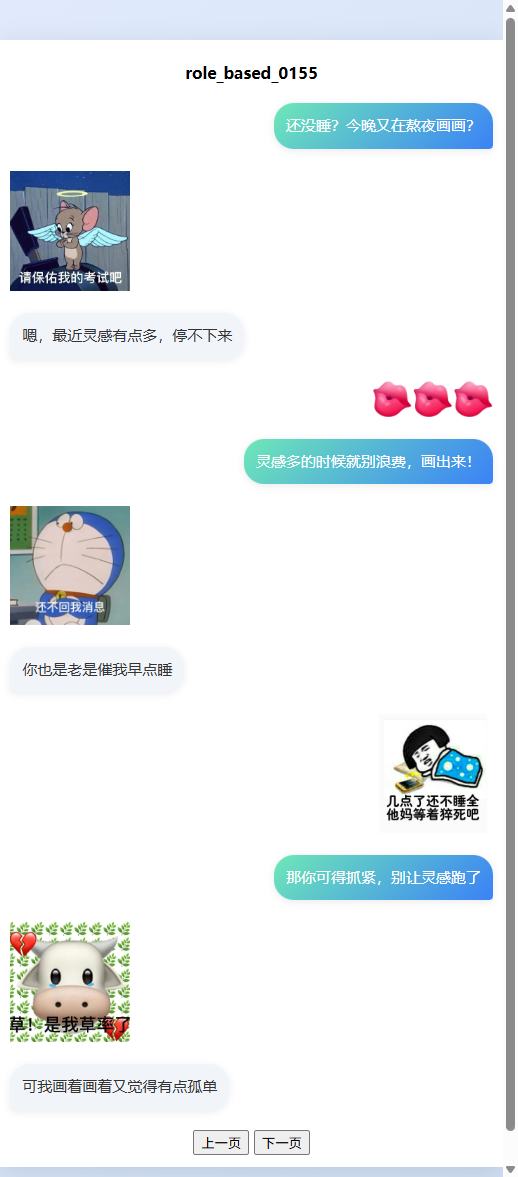 role_based_0155
还没睡？今晚又在熬夜画画？
请保佑我的考试吧
嗯，最近灵感有点多，停不下来
灵感多的时候就别浪费，画出来！
还不回我消息
你也是老是催我早点睡
几点了还不睡全
他妈等着猝死吧
那你可得抓紧，别让灵感跑了
草！是我草率了
可我画着画着又觉得有点孤单
上一页 下一页